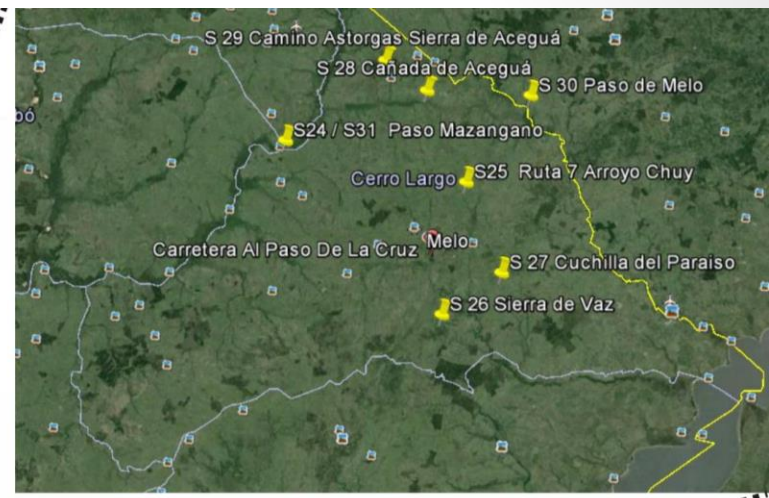 S 29 Camino Astorgas Sierra de Aceguá
S 28 Cañada de Aceguá
S 30 Paso de Melo
bó
S24 / S31 Paso Mazangano
S25 Ruta 7 Arroyo Chuy
Cerro Largo
Carretera Al Paso De La Cruz
Melo
S 27 Cuchilla del Paraiso
S 26 Sierra de Vaz